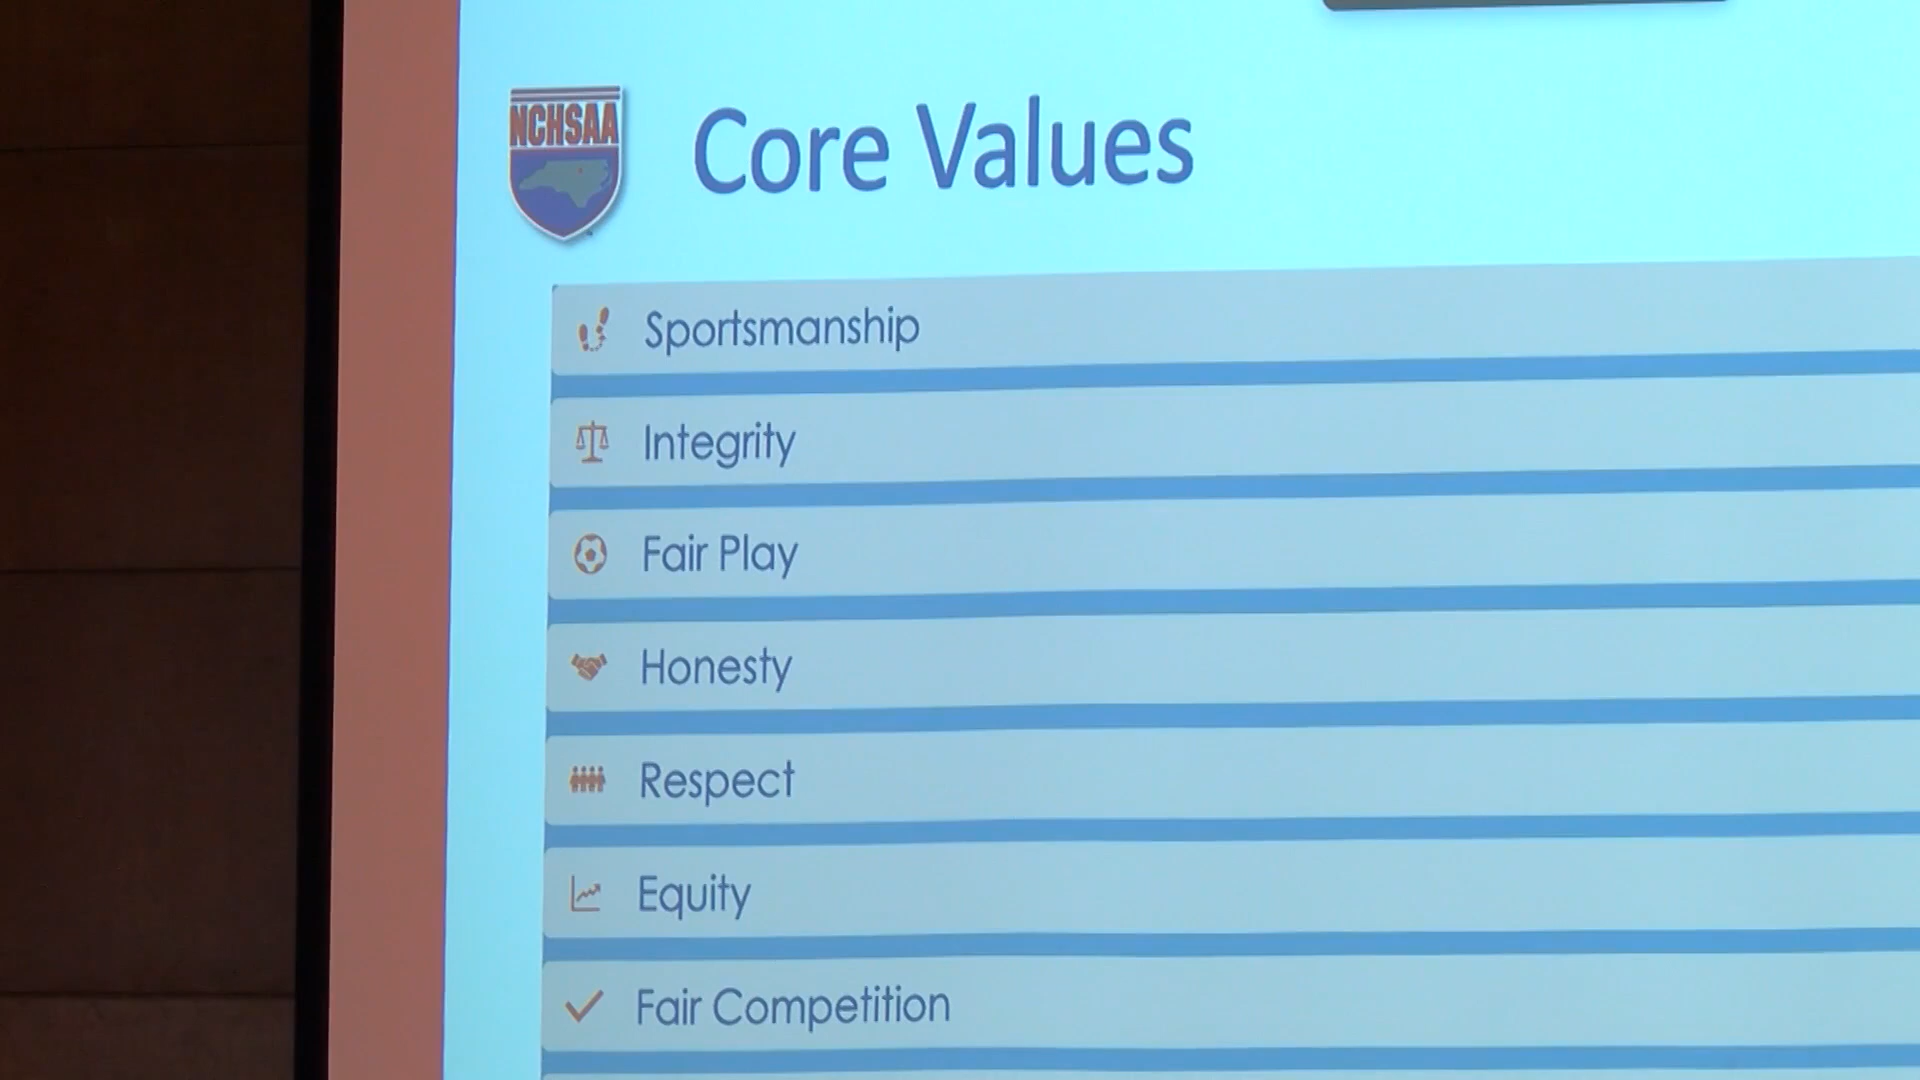 NCHSAA
Core Values
Sportsmanship
Integrity
Fair Play
Honesty
Respect
Equity
Fair Competition